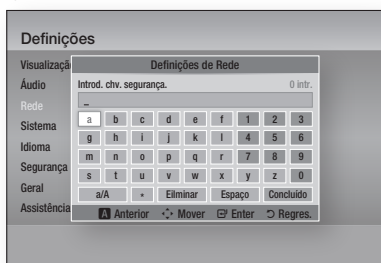 Definições
Visualizaçã
Áudio
Rede
Sistema
Idioma
Segurança
Geral
Assistência
Definições de Rede
Introd. chv. segurança. 0 intr.
_
a b c d e f 1 2 3
g h i j k l 4 5 6
m n o p q r 7 8 9
s t u v w x y z 0
a/A * Eilminar Espaço Concluído
A Anterior Mover Enter Regres.